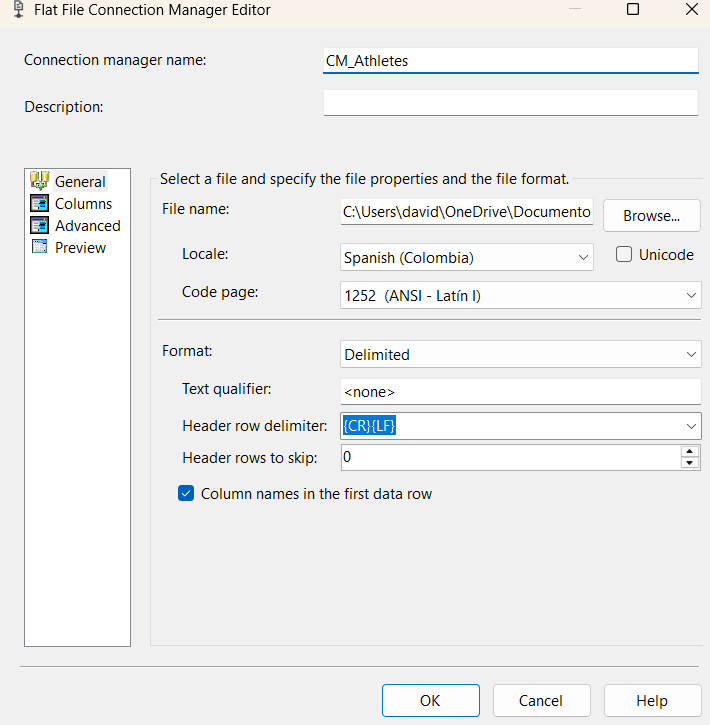 Flat File Connection Manager Editor
Connection manager name: CM_Athletes
Description:
General
Columns
Advanced
Preview
Select a file and specify the file properties and the file format.
File name: C:\Users\david\OneDrive\Documento Browse...
Locale: Spanish (Colombia) Unicode
Code page: 1252 (ANSI - Latín I)
Format: Delimited
Text qualifier: <none>
Header row delimiter: {CR}{LF}
Header rows to skip: 0
Column names in the first data row
OK Cancel Help